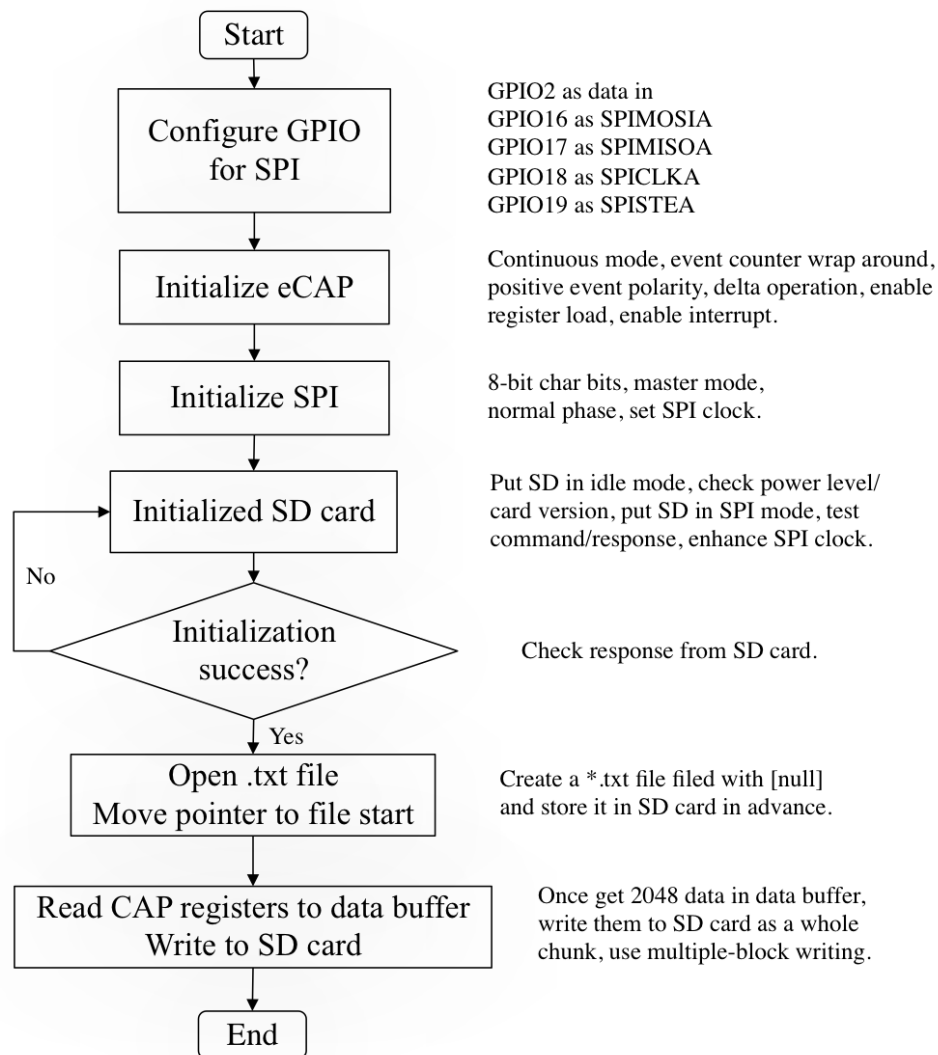 Start
Configure GPIO
for SPI
GPIO2 as data in
GPIO16 as SPIMOSIA
GPIO17 as SPIMISOA
GPIO18 as SPICLKA
GPIO19 as SPISTEA
Initialize eCAP
Continuous mode, event counter wrap around,
positive event polarity, delta operation, enable
register load, enable interrupt.
Initialize SPI
8-bit char bits, master mode,
normal phase, set SPI clock.
Initialized SD card
Put SD in idle mode, check power level/
card version, put SD in SPI mode, test
command/response, enhance SPI clock.
No
Initialization
success?
Check response from SD card.
Yes
Open .txt file
Move pointer to file start
Create a *.txt file filed with [null]
and store it in SD card in advance.
Read CAP registers to data buffer
Write to SD card
Once get 2048 data in data buffer,
write them to SD card as a whole
chunk, use multiple-block writing.
End